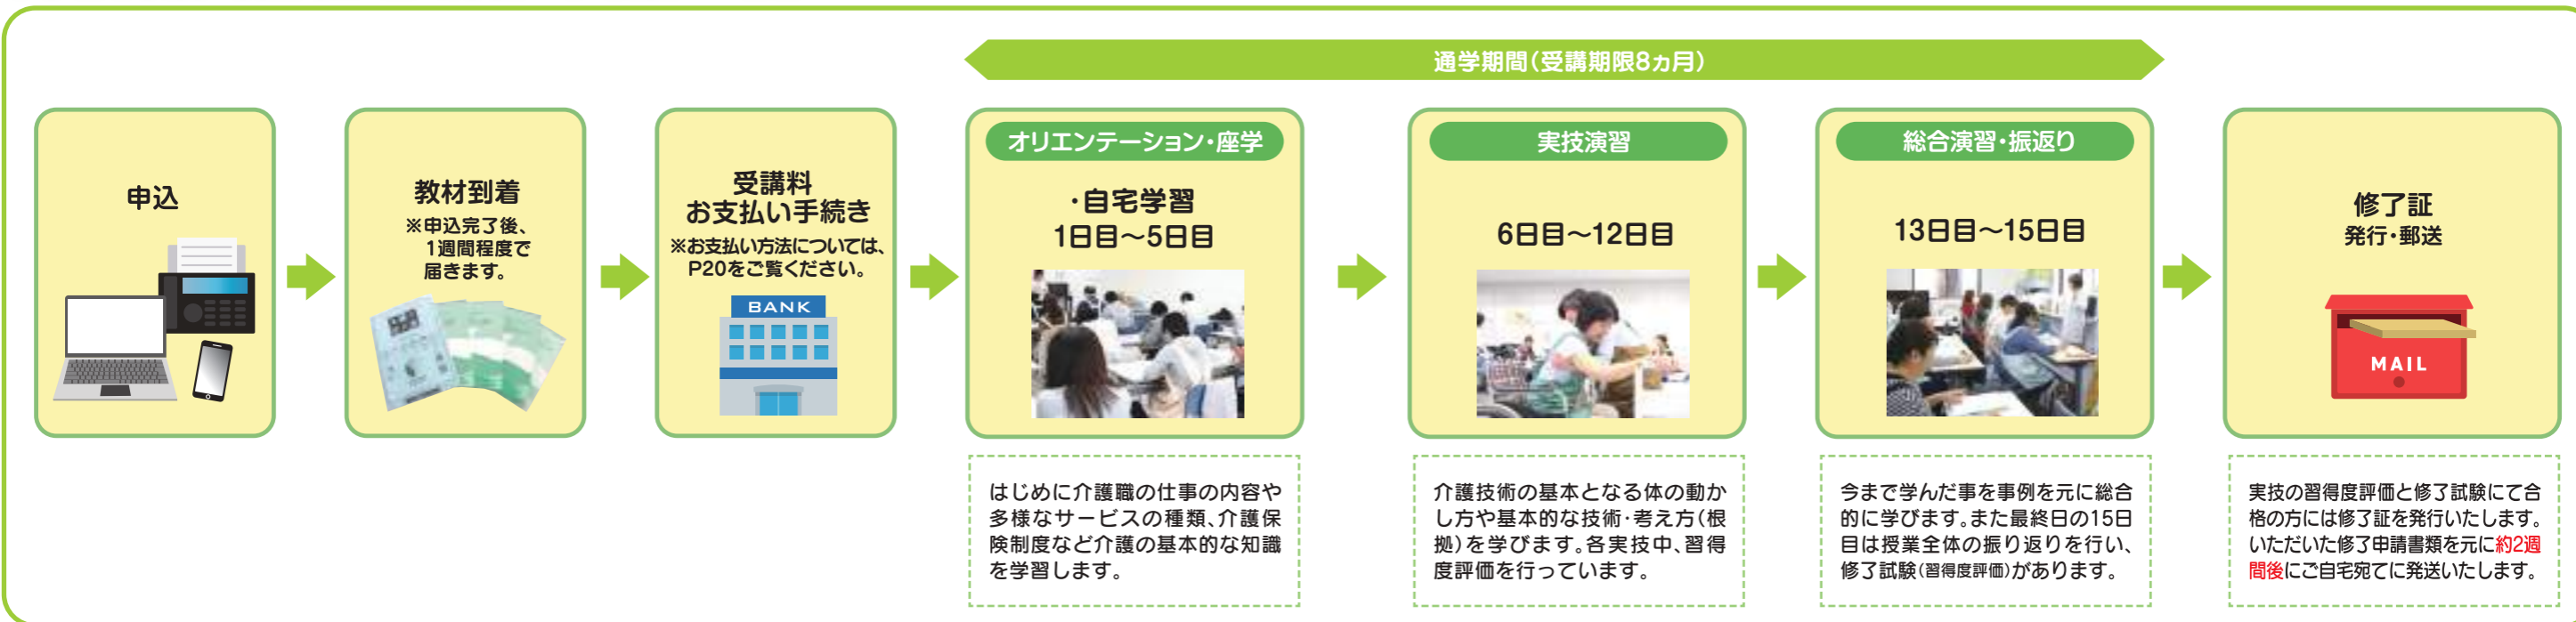 通学期間(受講期限8ヵ月)
申込
教材到着
※申込完了後、
1週間程度で
届きます。
受講料
お支払い手続き
※お支払い方法については、
P20をご覧ください。
BANK
オリエンテーション・座学
・自宅学習
1日目〜5日目
はじめに介護職の仕事の内容や
多様なサービスの種類、介護保
険制度など介護の基本的な知識
を学習します。
実技演習
6日目〜12日目
介護技術の基本となる体の動か
し方や基本的な技術・考え方(根
拠)を学びます。各実技中、習得
度評価を行っています。
総合演習・振返り
13日目〜15日目
今まで学んだ事を事例を元に総合
的に学びます。また最終日の15日
目は授業全体の振り返りを行い、
修了試験(習得度評価)があります。
修了証
発行・郵送
MAIL
実技の習得度評価と修了試験にて合
格の方には修了証を発行いたします。
いただいた修了申請書類を元に約2週
間後にご自宅宛てに発送いたします。